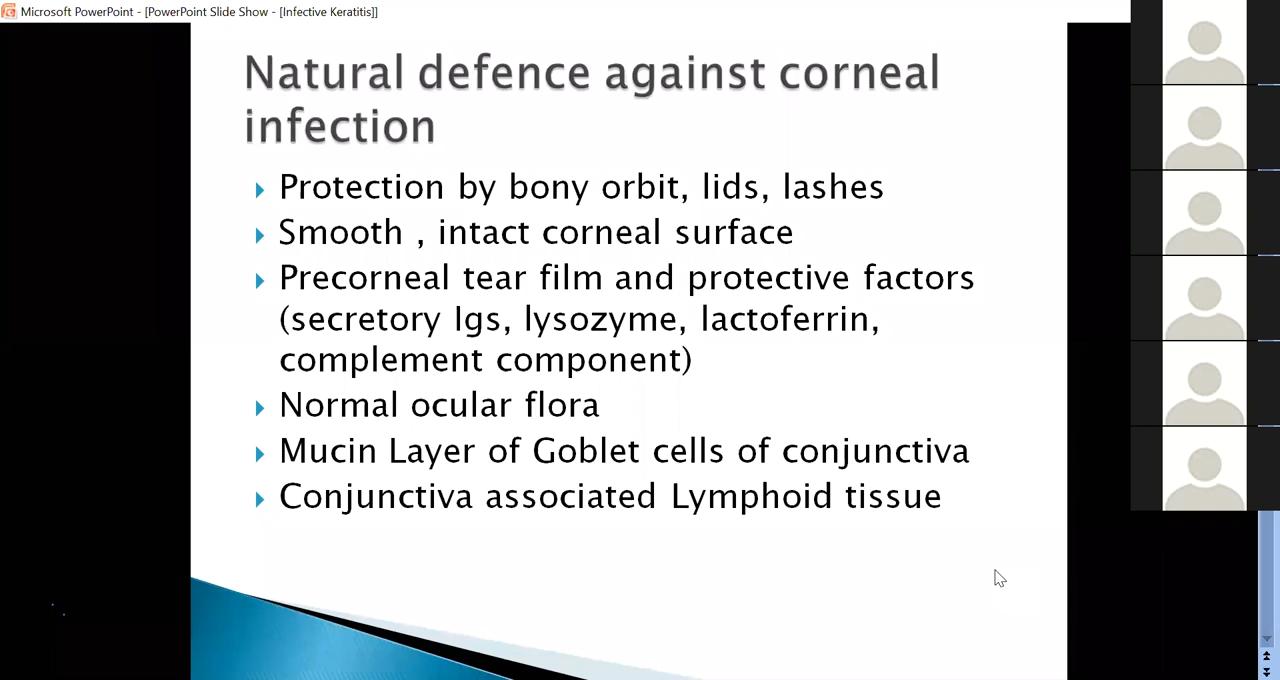 Microsoft PowerPoint - [PowerPoint Slide Show - [Infective Keratitis]]
Natural defence against corneal
infection
Protection by bony orbit, lids, lashes
Smooth , intact corneal surface
Precorneal tear film and protective factors
(secretory Igs, lysozyme, lactoferrin,
complement component)
Normal ocular flora
Mucin Layer of Goblet cells of conjunctiva
Conjunctiva associated Lymphoid tissue